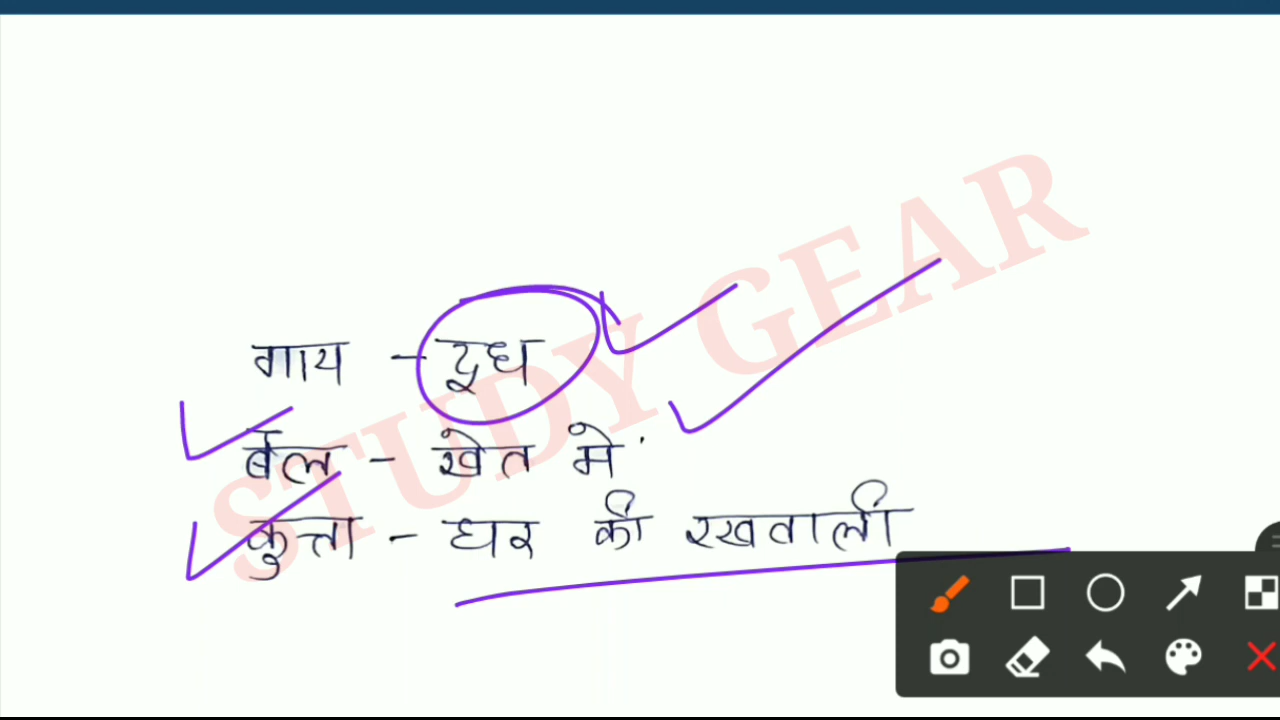 STUDY GEAR
गाय - दूध
बैल - खेत में
कुत्ता - घर की रखवाली